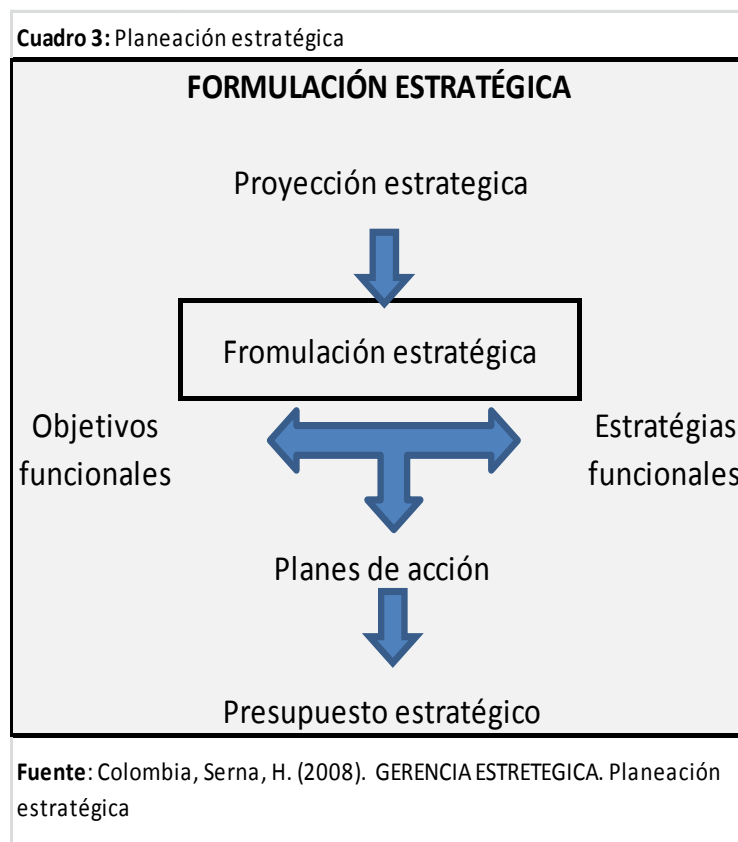 Cuadro 3: Planeación estratégica
FORMULACIÓN ESTRATÉGICA
Proyección estrategica
Fromulación estratégica
Objetivos
funcionales
Estratégias
funcionales
Planes de acción
Presupuesto estratégico
Fuente: Colombia, Serna, H. (2008). GERENCIA ESTRETEGICA. Planeación
estratégica